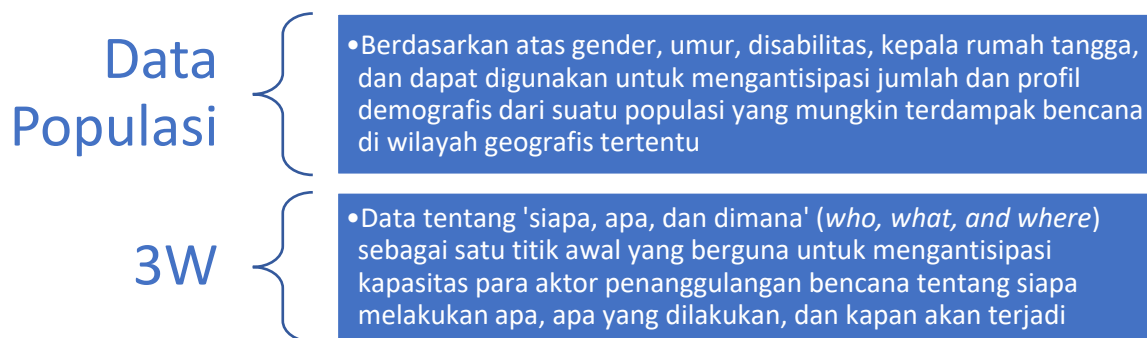 Data
Populasi
•Berdasarkan atas gender, umur, disabilitas, kepala rumah tangga,
dan dapat digunakan untuk mengantisipasi jumlah dan profil
demografis dari suatu populasi yang mungkin terdampak bencana
di wilayah geografis tertentu
3W
•Data tentang 'siapa, apa, dan dimana' (who, what, and where)
sebagai satu titik awal yang berguna untuk mengantisipasi
kapasitas para aktor penanggulangan bencana tentang siapa
melakukan apa, apa yang dilakukan, dan kapan akan terjadi